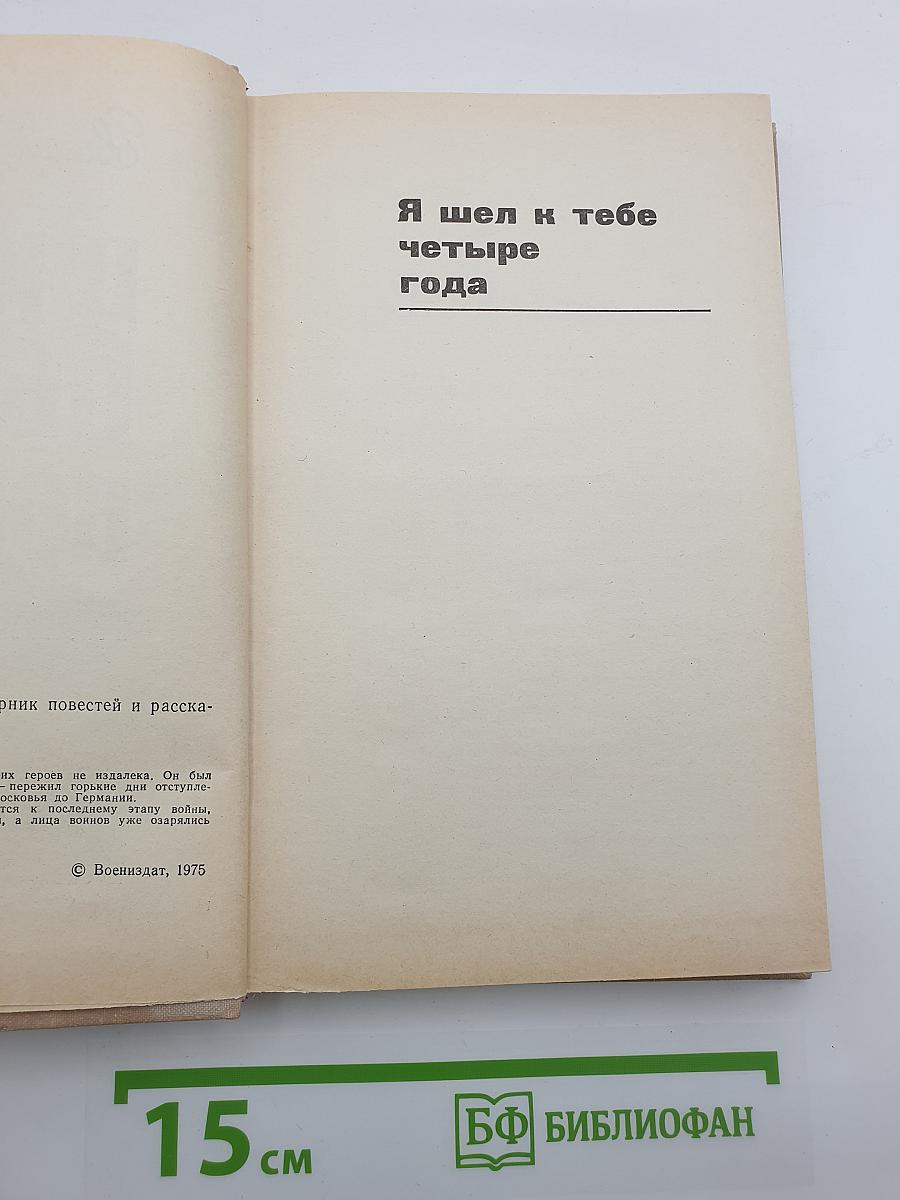 Я шел к тебе
четыре
года
рник повестей и расска-
их героев не издалека. Он был
— пережил горькие дни отступле-
осковья до Германии.
тся к последнему этапу войны,
, а лица воинов уже озарялись
© Воениздат, 1975
15 см
БФ БИБЛИОФАН